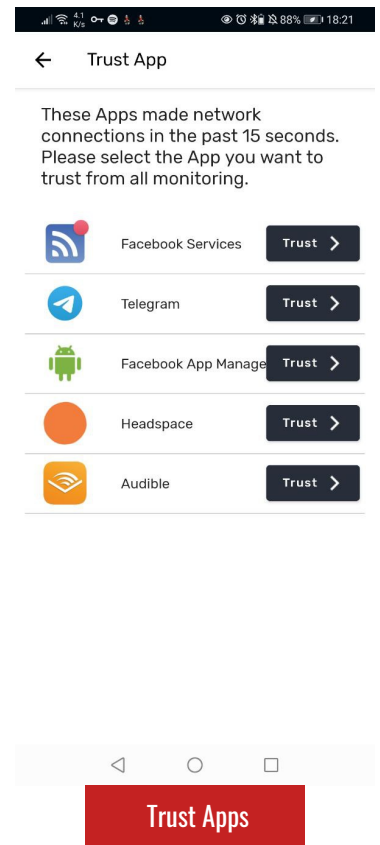 4.1
K/s
88%
18:21
Trust App
These Apps made network
connections in the past 15 seconds.
Please select the App you want to
trust from all monitoring.
Facebook Services
Trust
Telegram
Trust
Facebook App Manage
Trust
Headspace
Trust
Audible
Trust
Trust Apps